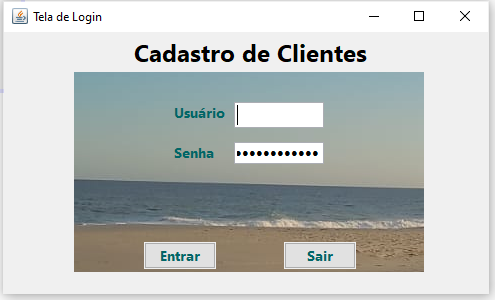 Tela de Login
Cadastro de Clientes
Usuário
Senha ••••••••••••
Entrar Sair